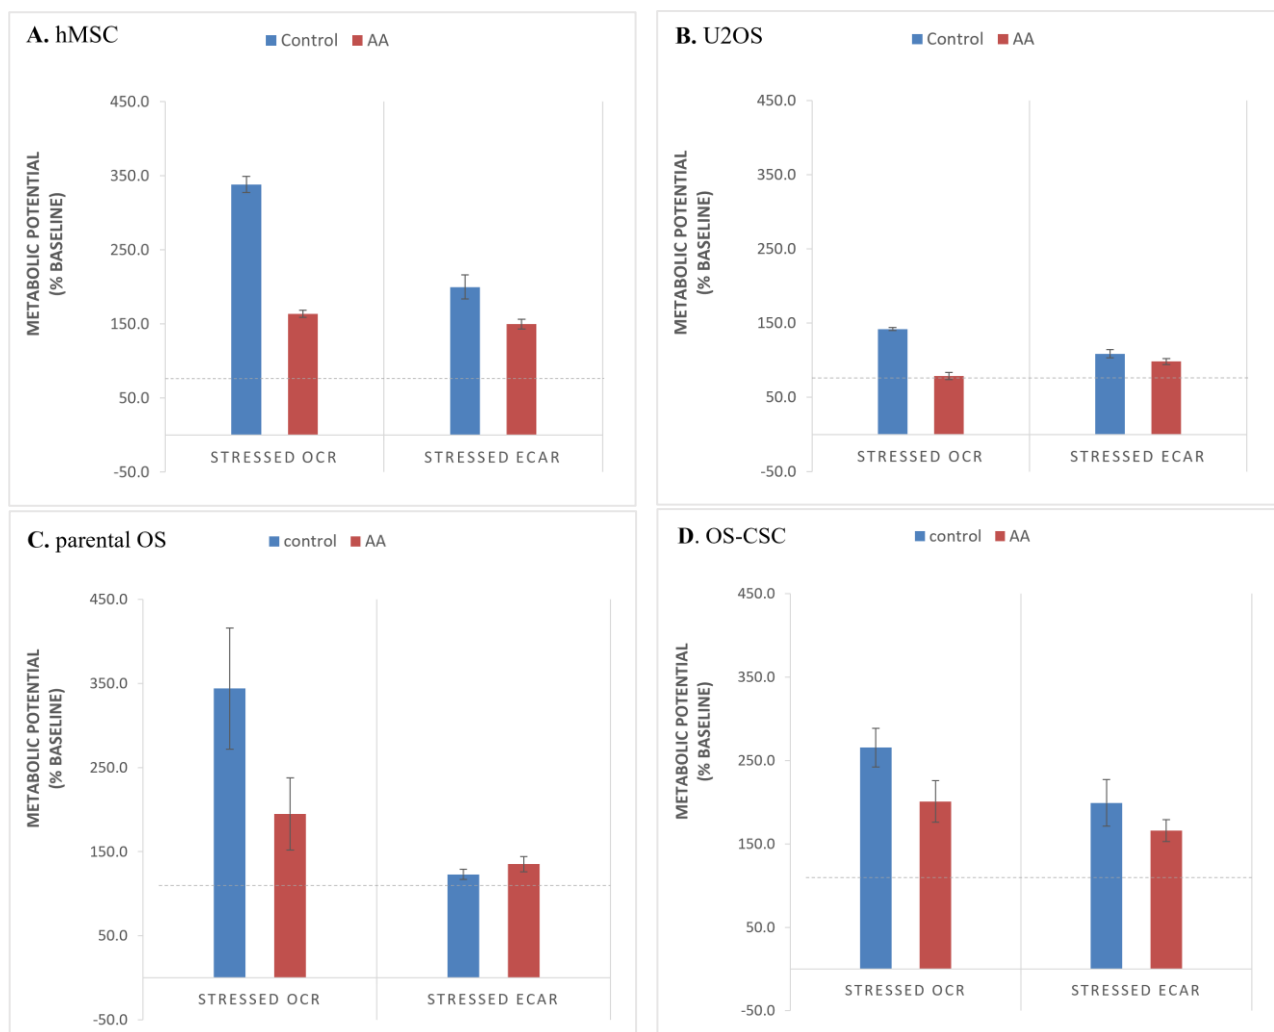 A. hMSC
Control AA
METABOLIC POTENTIAL
(% BASELINE)
450.0
350.0
250.0
150.0
50.0
-50.0
STRESSED OCR STRESSED ECAR
B. U2OS
Control AA
METABOLIC POTENTIAL
(% BASELINE)
450.0
350.0
250.0
150.0
50.0
-50.0
STRESSED OCR STRESSED ECAR
C. parental OS
control AA
METABOLIC POTENTIAL
(% BASELINE)
450.0
350.0
250.0
150.0
50.0
-50.0
STRESSED OCR STRESSED ECAR
D. OS-CSC
control AA
METABOLIC POTENTIAL
(% BASELINE)
450.0
350.0
250.0
150.0
50.0
-50.0
STRESSED OCR STRESSED ECAR